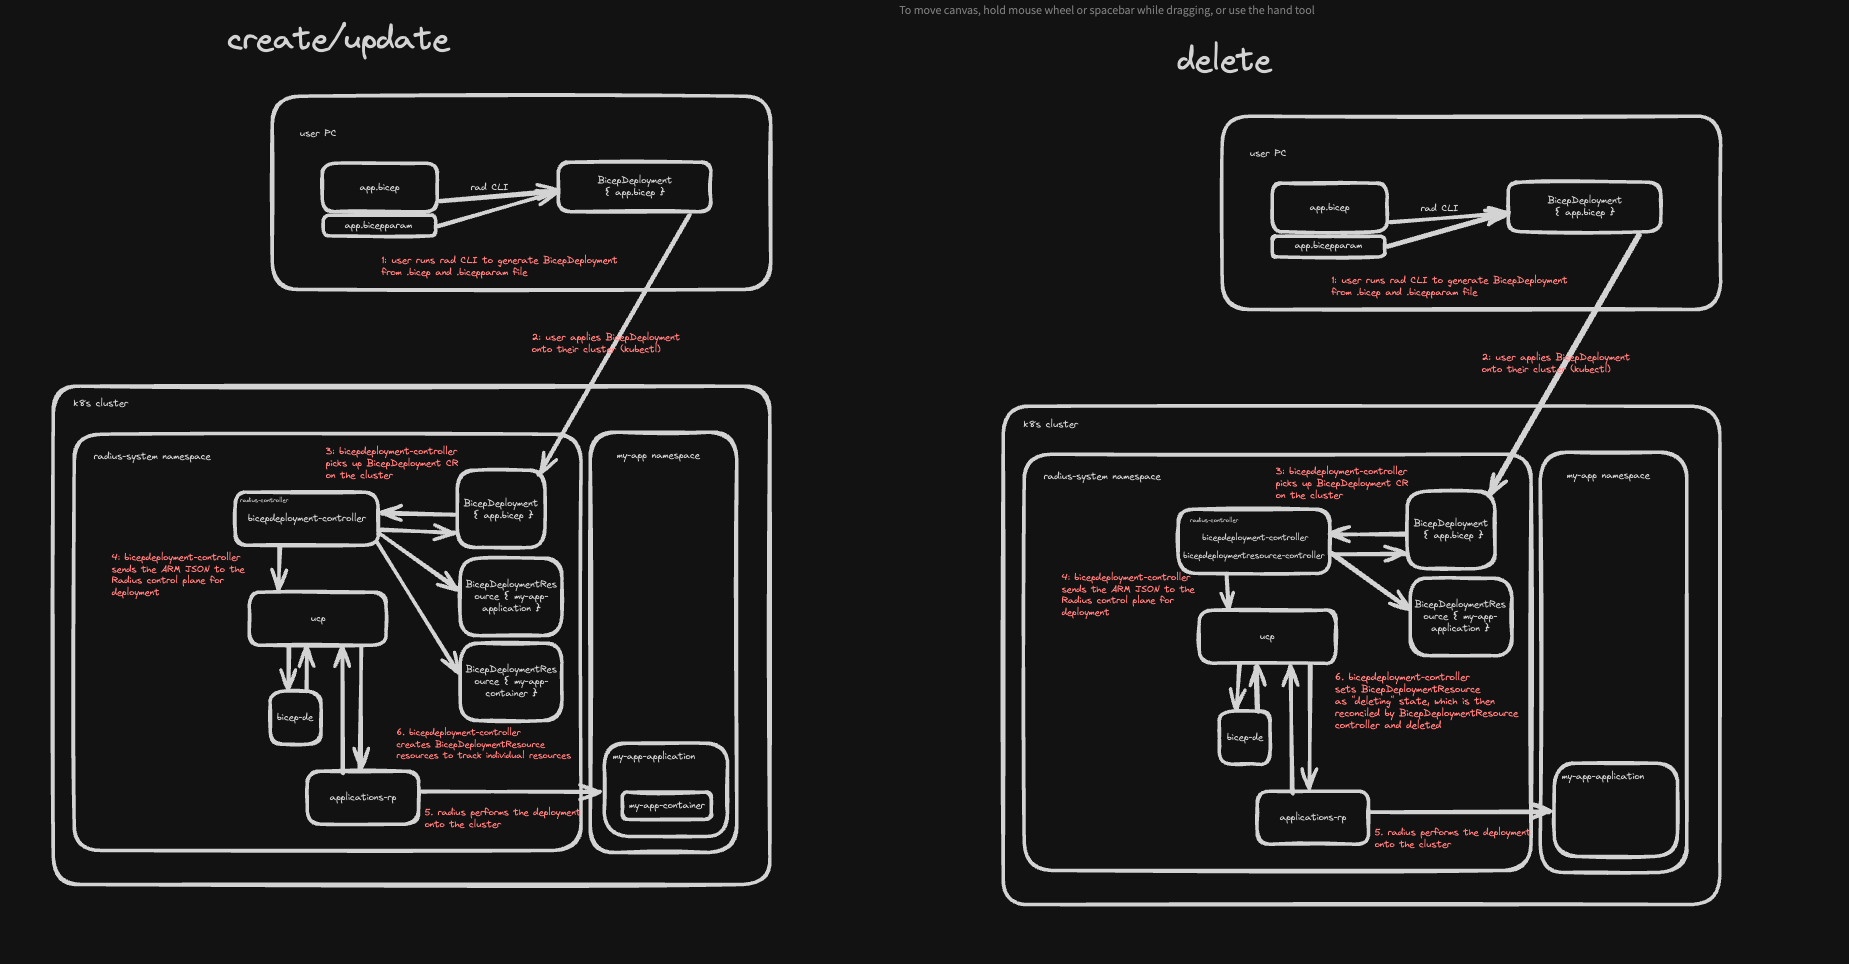 To move canvas, hold mouse wheel or spacebar while dragging, or use the hand tool
create/update
user PC
app.bicep
app.bicepparam
rad CLI
BicepDeployment
{ app.bicep }
1: user runs rad CLI to generate BicepDeployment
from .bicep and .bicepparam file
2: user applies BicepDeployment
onto their cluster (kubectl)
k8s cluster
radius-system namespace
3: bicepdeployment-controller
picks up BicepDeployment CR
on the cluster
radius-controller
bicepdeployment-controller
BicepDeployment
{ app.bicep }
4: bicepdeployment-controller
sends the ARM JSON to the
Radius control plane for
deployment
BicepDeploymentRes
ource { my-app-
application }
ucp
BicepDeploymentRes
ource { my-app-
container }
bicep-de
6. bicepdeployment-controller
creates BicepDeploymentResource
resources to track individual resources
applications-rp
5. radius performs the deployment
onto the cluster
my-app namespace
my-app-application
my-app-container
delete
user PC
app.bicep
app.bicepparam
rad CLI
BicepDeployment
{ app.bicep }
1: user runs rad CLI to generate BicepDeployment
from .bicep and .bicepparam file
2: user applies BicepDeployment
onto their cluster (kubectl)
k8s cluster
radius-system namespace
3: bicepdeployment-controller
picks up BicepDeployment CR
on the cluster
radius-controller
bicepdeployment-controller
bicepdeploymentresource-controller
BicepDeployment
{ app.bicep }
4: bicepdeployment-controller
sends the ARM JSON to the
Radius control plane for
deployment
BicepDeploymentRes
ource { my-app-
application }
ucp
6. bicepdeployment-controller
sets BicepDeploymentResource
as "deleting" state, which is then
reconciled by BicepDeploymentResource
controller and deleted
bicep-de
applications-rp
5. radius performs the deployment
onto the cluster
my-app namespace
my-app-application